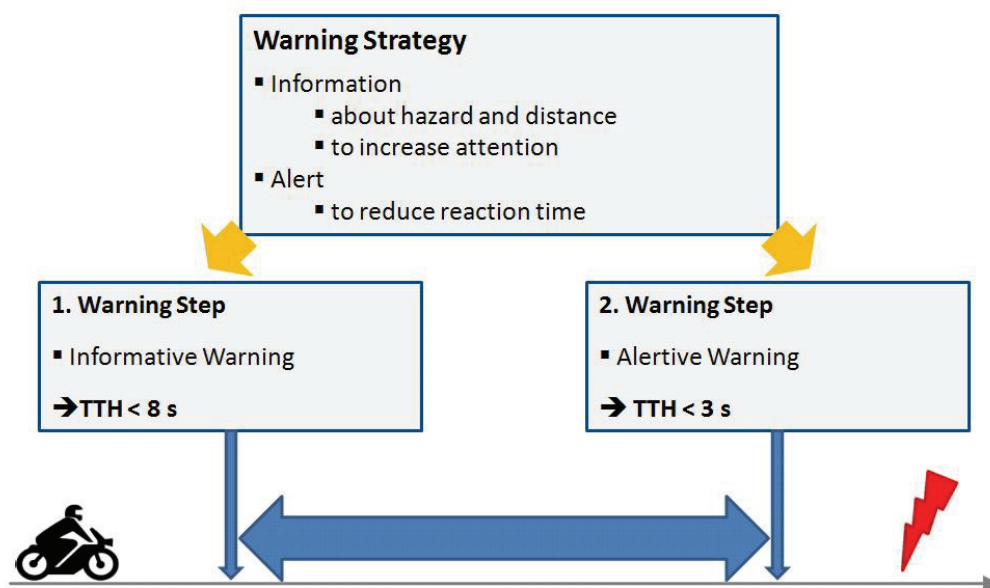 Warning Strategy
▪ Information
▪ about hazard and distance
▪ to increase attention
▪ Alert
▪ to reduce reaction time
1. Warning Step
▪ Informative Warning
➔TTH < 8 s
2. Warning Step
▪ Alertive Warning
➔ TTH < 3 s